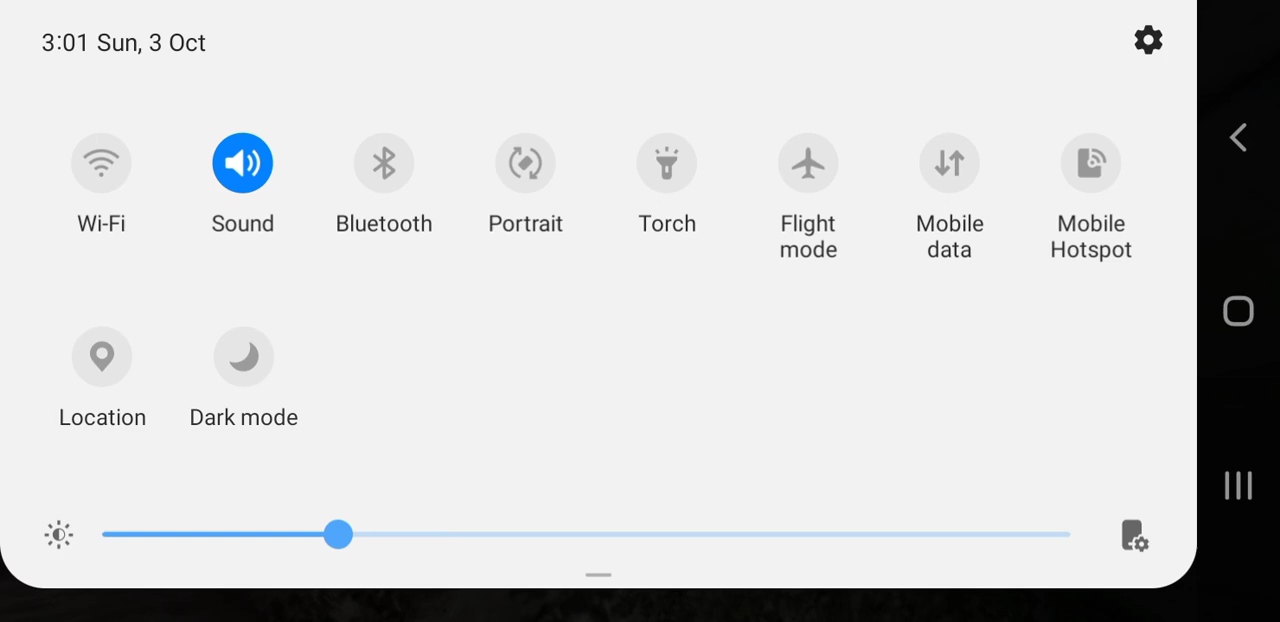 3:01 Sun, 3 Oct
Wi-Fi
Sound
Bluetooth
Portrait
Torch
Flight
mode
Mobile
data
Mobile
Hotspot
Location
Dark mode